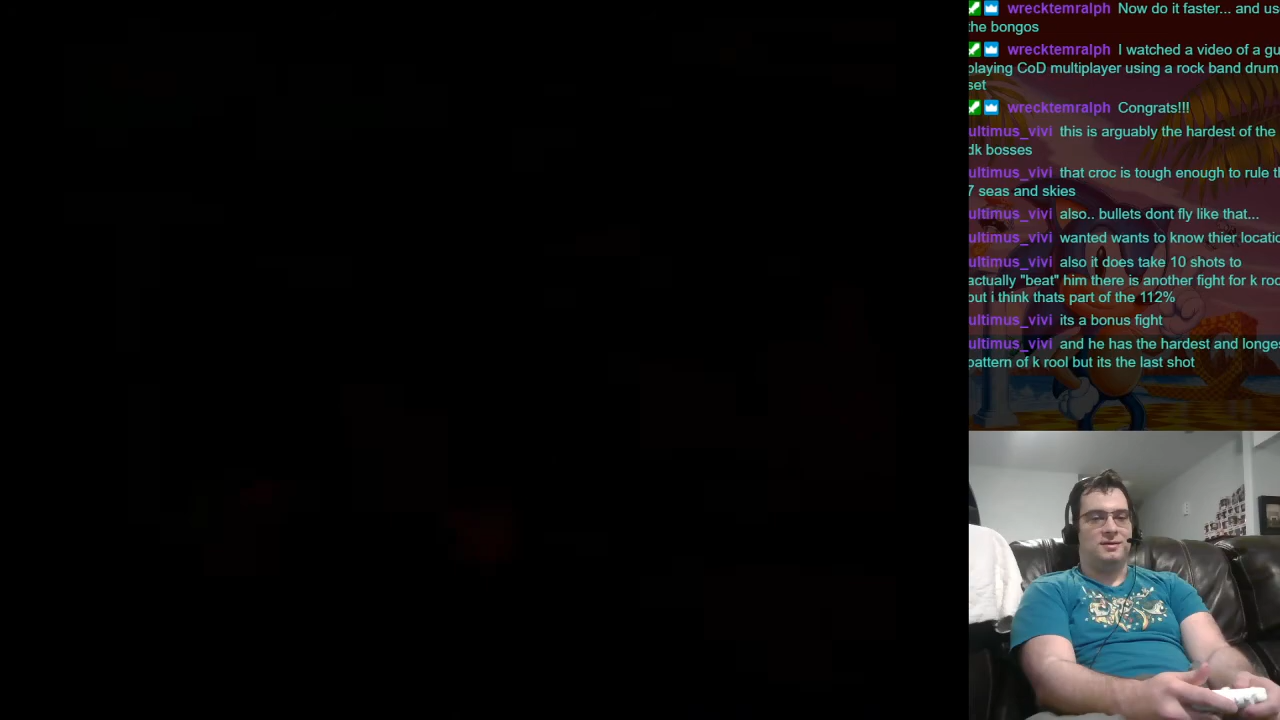 wrecktemralph Now do it faster... and us
the bongos
wrecktemralph I watched a video of a gu
playing CoD multiplayer using a rock band drum
set
wrecktemralph Congrats!!!
ultimus_vivi this is arguably the hardest of the
dk bosses
ultimus_vivi that croc is tough enough to rule t
7 seas and skies
ultimus_vivi also.. bullets dont fly like that...
ultimus_vivi wanted wants to know thier locatio
ultimus_vivi also it does take 10 shots to
actually "beat" him there is another fight for k roo
but i think thats part of the 112%
ultimus_vivi its a bonus fight
ultimus_vivi and he has the hardest and longes
pattern of k rool but its the last shot